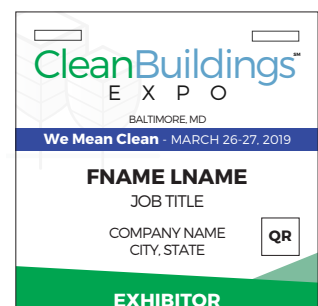 CleanBuildings℠
EXPO
BALTIMORE, MD
We Mean Clean - MARCH 26-27, 2019
FNAME LNAME
JOB TITLE
COMPANY NAME
CITY, STATE
QR
EXHIBITOR